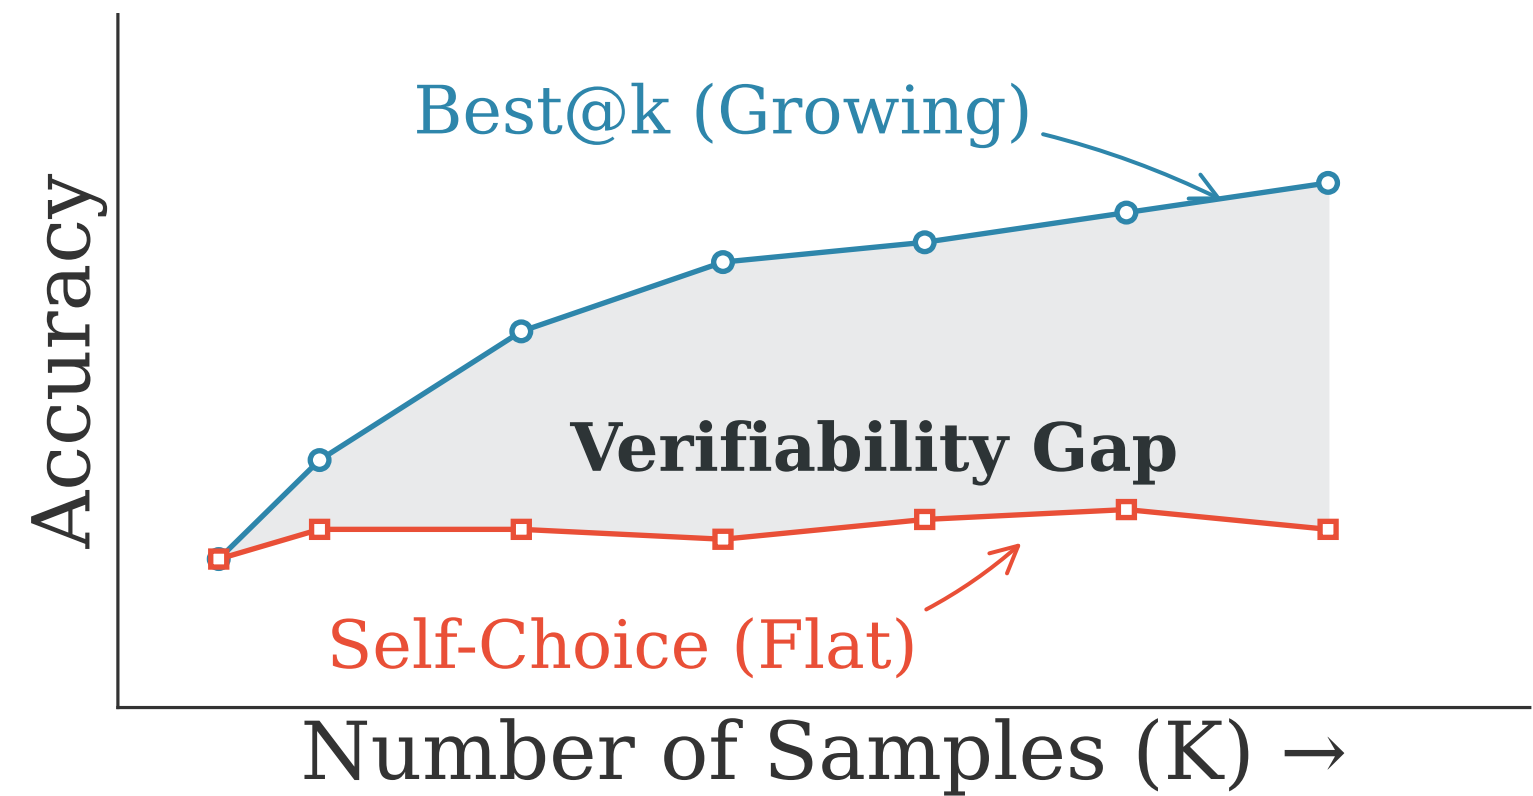 Best@k (Growing)
Accuracy
Verifiability Gap
Self-Choice (Flat)
Number of Samples (K) →